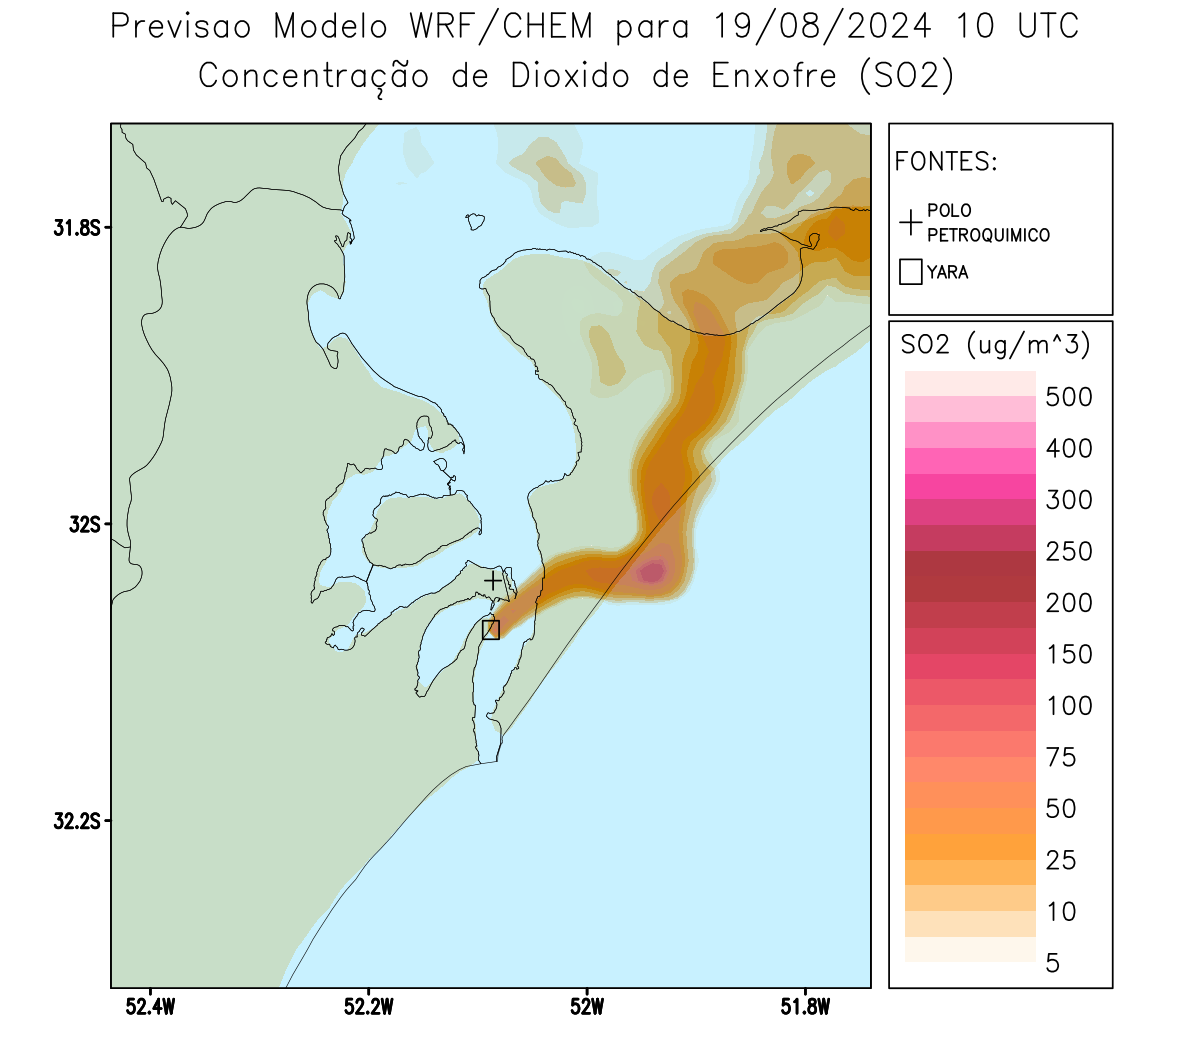 Previsao Modelo WRF/CHEM para 19/08/2024 10 UTC
Concentração de Dioxido de Enxofre (SO2)
FONTES:
POLO
PETROQUIMICO
YARA
SO2 (ug/m^3)
500
400
300
250
200
150
100
75
50
25
10
5
31.8S
32S
32.2S
52.4W 52.2W 52W 51.8W